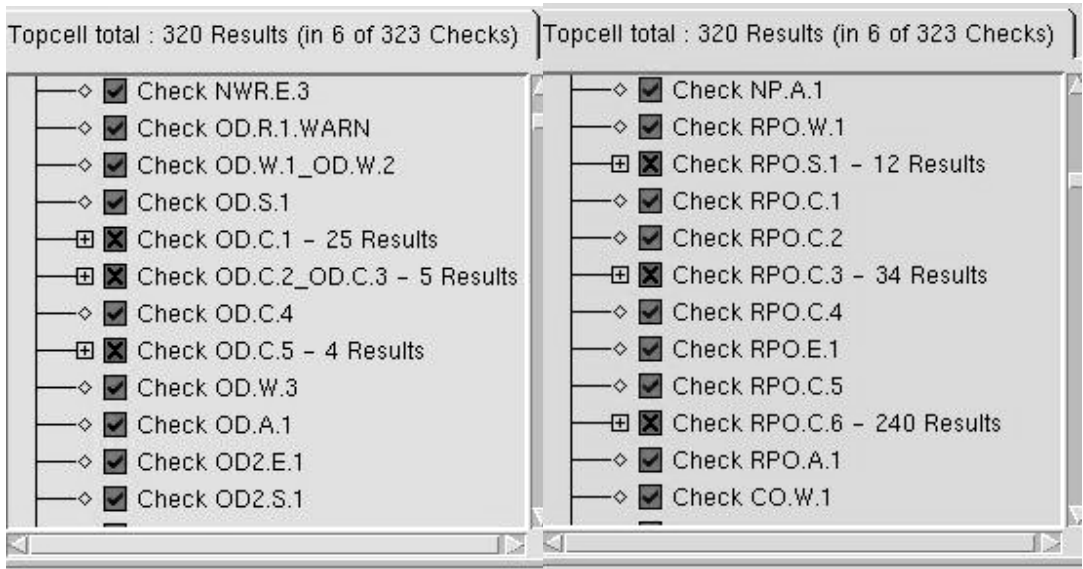 Topcell total : 320 Results (in 6 of 323 Checks)
Check NWR.E.3
Check OD.R.1.WARN
Check OD.W.1_OD.W.2
Check OD.S.1
Check OD.C.1 – 25 Results
Check OD.C.2_OD.C.3 – 5 Results
Check OD.C.4
Check OD.C.5 – 4 Results
Check OD.W.3
Check OD.A.1
Check OD2.E.1
Check OD2.S.1
Topcell total : 320 Results (in 6 of 323 Checks)
Check NP.A.1
Check RPO.W.1
Check RPO.S.1 – 12 Results
Check RPO.C.1
Check RPO.C.2
Check RPO.C.3 – 34 Results
Check RPO.C.4
Check RPO.E.1
Check RPO.C.5
Check RPO.C.6 – 240 Results
Check RPO.A.1
Check CO.W.1